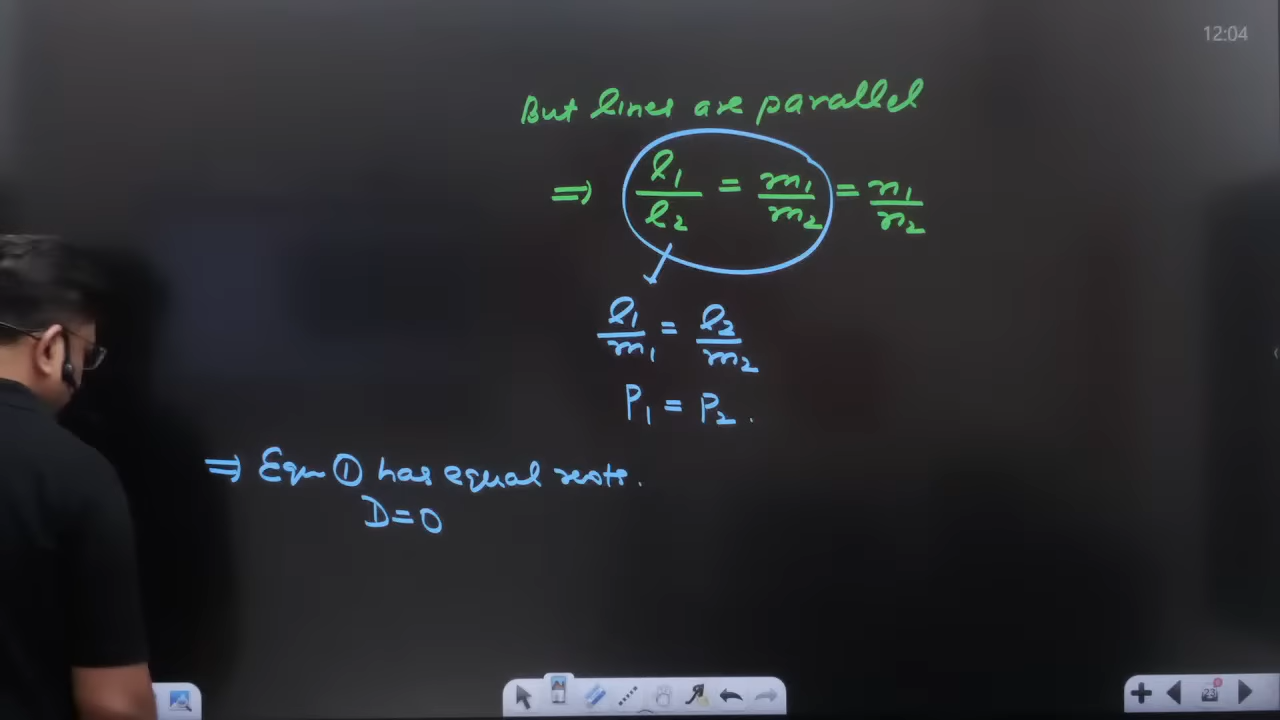 12:04
But lines are parallel
⇒ l₁/l₂ = m₁/m₂ = n₁/n₂
l₁/m₁ = l₂/m₂
P₁ = P₂.
⇒ Eqn ① has equal roots.
D=0
23